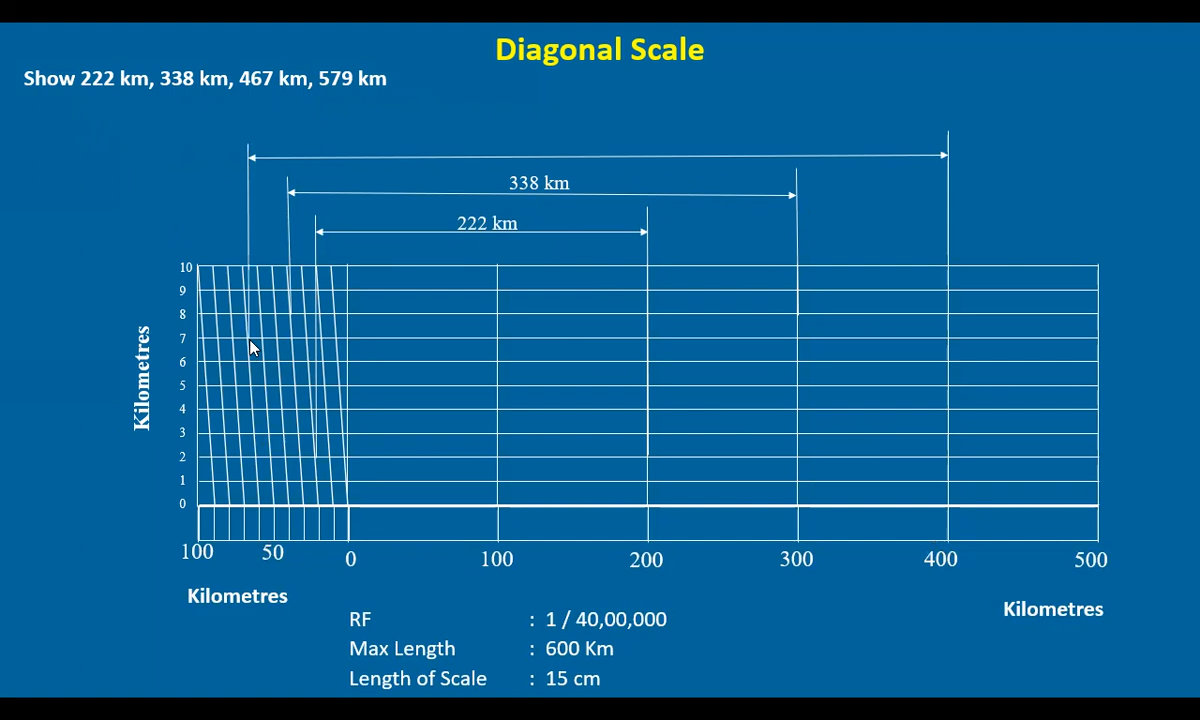 Diagonal Scale
Show 222 km, 338 km, 467 km, 579 km
338 km
222 km
10
9
8
7
6
5
4
3
2
1
0
Kilometres
100 50 0 100 200 300 400 500
Kilometres
Kilometres
RF : 1 / 40,00,000
Max Length : 600 Km
Length of Scale : 15 cm